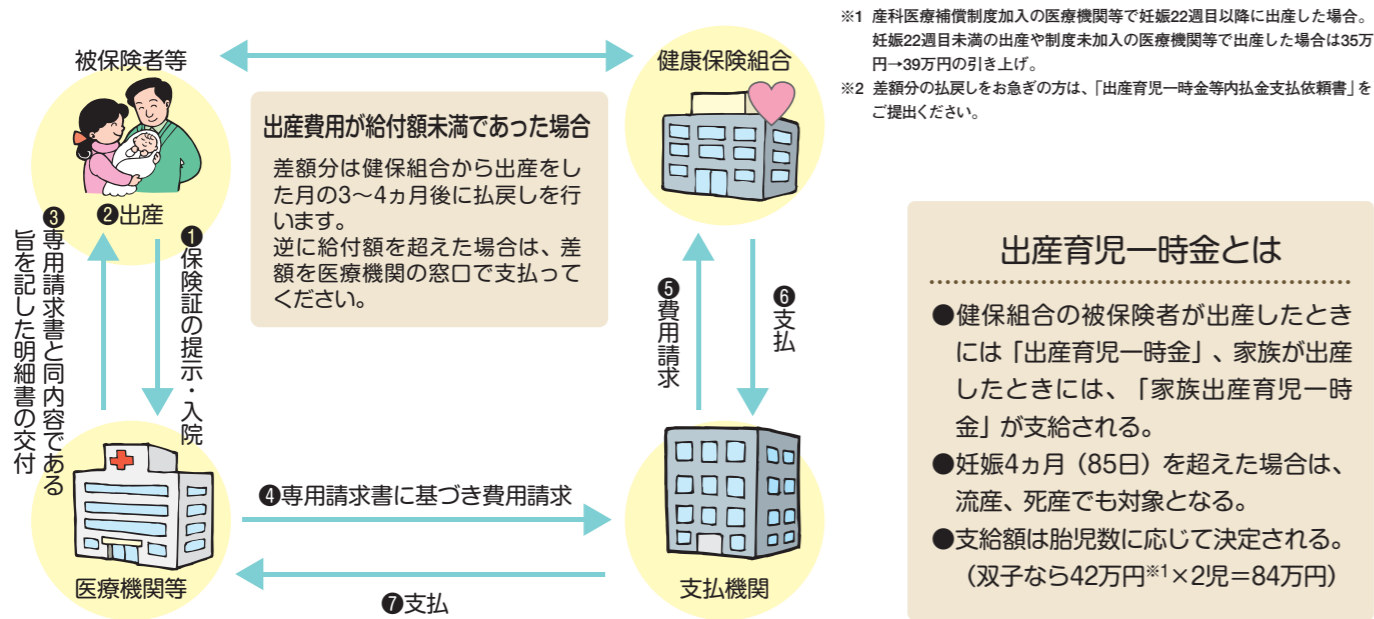 被保険者等
健康保険組合
出産費用が給付額未満であった場合
差額分は健保組合から出産をし
た月の3〜4ヵ月後に払戻しを行
います。
逆に給付額を超えた場合は、差
額を医療機関の窓口で支払って
ください。
❷出産
❶保険証の提示・入院
❸専用請求書と同内容である
旨を記した明細書の交付
❺費用請求
❻支払
❹専用請求書に基づき費用請求
医療機関等
支払機関
❼支払
※1 産科医療補償制度加入の医療機関等で妊娠22週目以降に出産した場合。
妊娠22週目未満の出産や制度未加入の医療機関等で出産した場合は35万
円→39万円の引き上げ。
※2 差額分の払戻しをお急ぎの方は、「出産育児一時金等内払金支払依頼書」を
ご提出ください。
出産育児一時金とは
●健保組合の被保険者が出産したとき
には「出産育児一時金」、家族が出産
したときには、「家族出産育児一時
金」が支給される。
●妊娠4ヵ月（85日）を超えた場合は、
流産、死産でも対象となる。
●支給額は胎児数に応じて決定される。
（双子なら42万円※1×2児＝84万円）